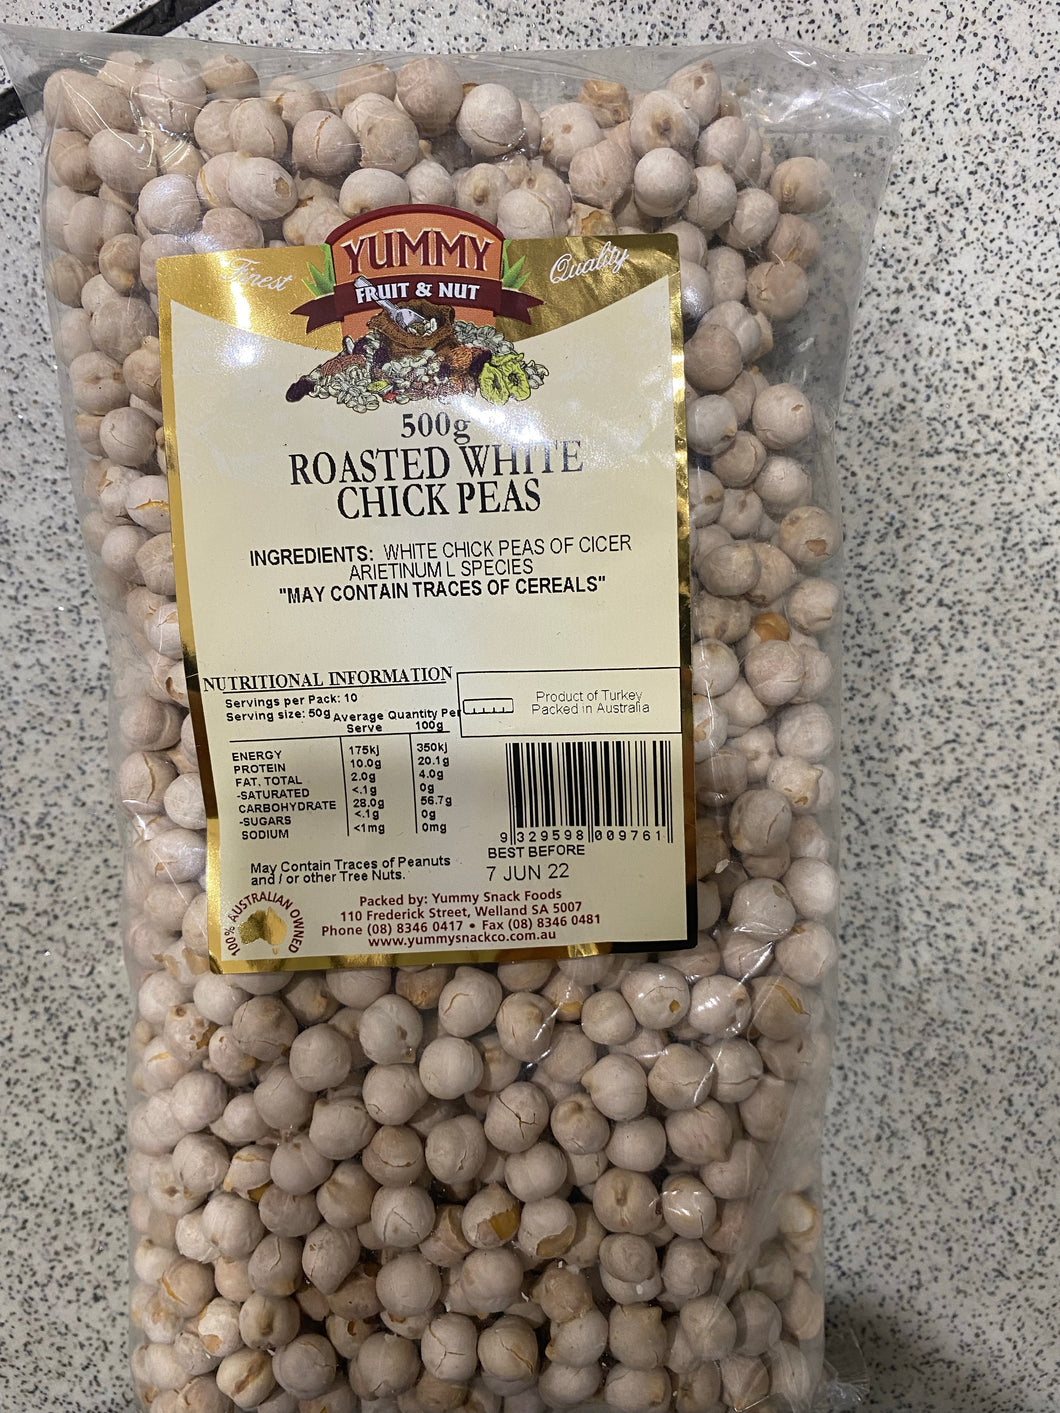 Finest
Quality
YUMMY
FRUIT & NUT
500g
ROASTED WHITE
CHICK PEAS
INGREDIENTS: WHITE CHICK PEAS OF CICER
ARIETINUM L SPECIES
"MAY CONTAIN TRACES OF CEREALS"
NUTRITIONAL INFORMATION
Servings per Pack: 10
Serving size: 50g Average Quantity Per
Serve 100g
ENERGY 175kj 350kj
PROTEIN 10.0g 20.1g
FAT, TOTAL 2.0g 4.0g
-SATURATED <.1g 0g
CARBOHYDRATE 28.0g 56.7g
-SUGARS <.1g 0g
SODIUM <1mg 0mg
Product of Turkey
Packed in Australia
9 329598 009761
BEST BEFORE
7 JUN 22
May Contain Traces of Peanuts
and / or other Tree Nuts.
100% AUSTRALIAN OWNED
Packed by: Yummy Snack Foods
110 Frederick Street, Welland SA 5007
Phone (08) 8346 0417 • Fax (08) 8346 0481
www.yummysnackco.com.au